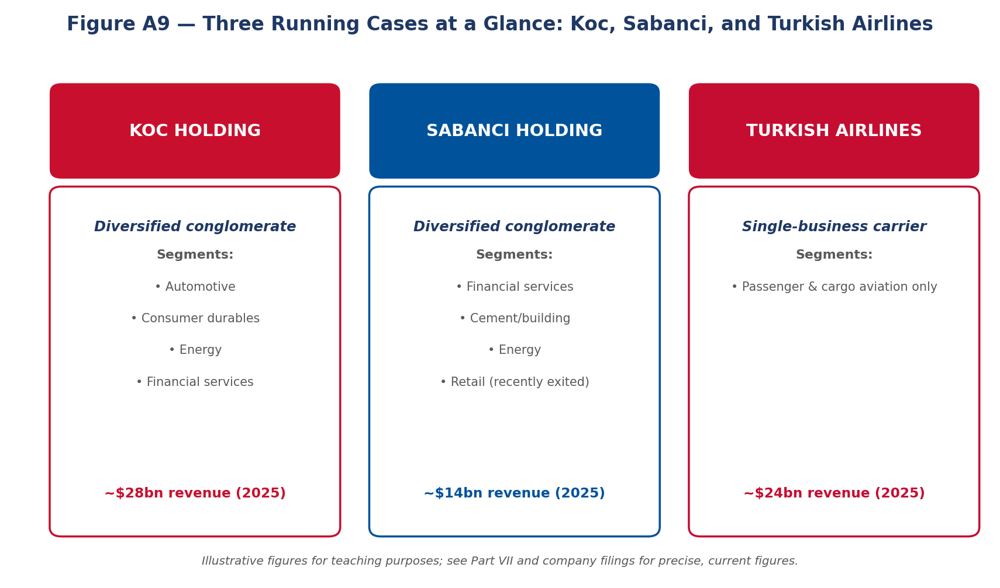 Figure A9 — Three Running Cases at a Glance: Koc, Sabanci, and Turkish Airlines
KOC HOLDING
Diversified conglomerate
Segments:
• Automotive
• Consumer durables
• Energy
• Financial services
~$28bn revenue (2025)
SABANCI HOLDING
Diversified conglomerate
Segments:
• Financial services
• Cement/building
• Energy
• Retail (recently exited)
~$14bn revenue (2025)
TURKISH AIRLINES
Single-business carrier
Segments:
• Passenger & cargo aviation only
~$24bn revenue (2025)
Illustrative figures for teaching purposes; see Part VII and company filings for precise, current figures.